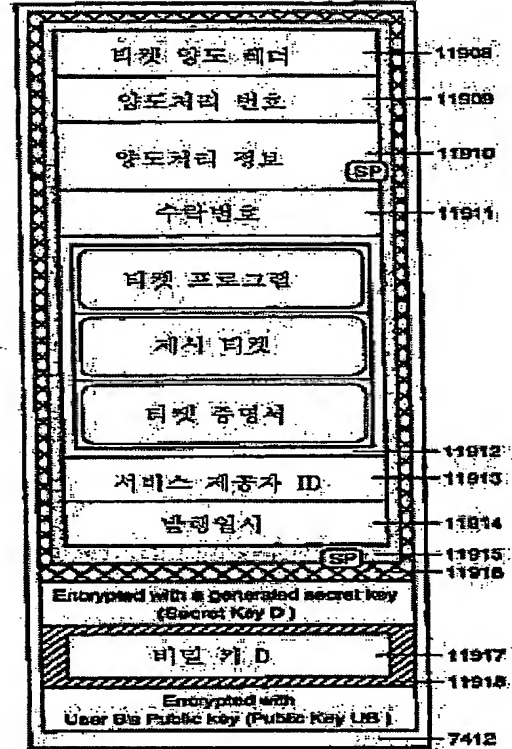 티켓 양도 헤더 11908
양도처리 번호 11909
양도처리 정보 11910
SP
수락번호 11911
티켓 프로그램
제시 티켓
티켓 증명서
11912
서비스 제공자 ID 11913
발행일시 11914
SP 11915
11916
Encrypted with a generated secret key
(Secret Key D )
비밀 키 D 11917
11918
Encrypted with
User B's Public key (Public Key UB )
7412